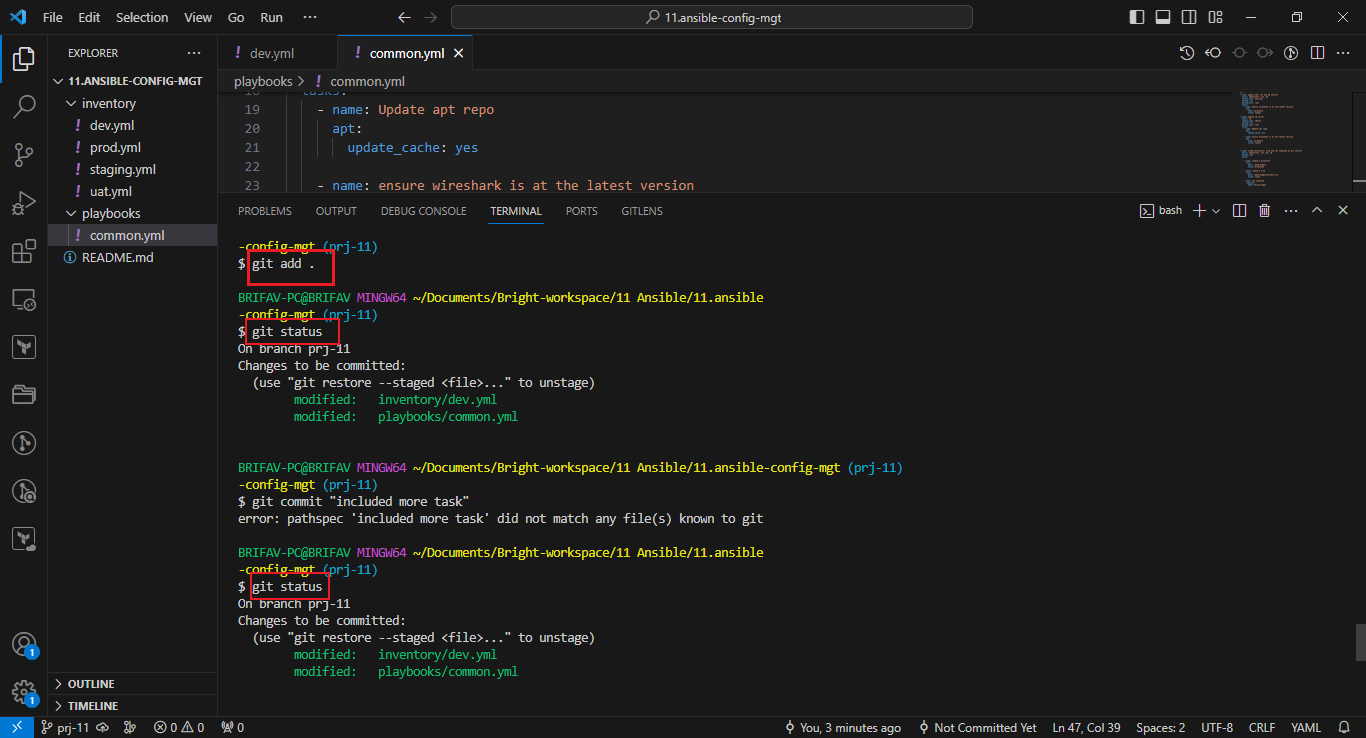 File Edit Selection View Go Run ··· 11.ansible-config-mgt
EXPLORER ···
11.ANSIBLE-CONFIG-MGT
inventory
! dev.yml
! prod.yml
! staging.yml
! uat.yml
playbooks
! common.yml
README.md
OUTLINE
TIMELINE
! dev.yml ! common.yml
playbooks > ! common.yml
18 tasks:
19 - name: Update apt repo
20 apt:
21 update_cache: yes
22
23 - name: ensure wireshark is at the latest version
PROBLEMS OUTPUT DEBUG CONSOLE TERMINAL PORTS GITLENS bash
-config-mgt (prj-11)
$ git add .
BRIFAV-PC@BRIFAV MINGW64 ~/Documents/Bright-workspace/11 Ansible/11.ansible
-config-mgt (prj-11)
$ git status
On branch prj-11
Changes to be committed:
(use "git restore --staged <file>..." to unstage)
modified: inventory/dev.yml
modified: playbooks/common.yml
BRIFAV-PC@BRIFAV MINGW64 ~/Documents/Bright-workspace/11 Ansible/11.ansible-config-mgt (prj-11)
-config-mgt (prj-11)
$ git commit "included more task"
error: pathspec 'included more task' did not match any file(s) known to git
BRIFAV-PC@BRIFAV MINGW64 ~/Documents/Bright-workspace/11 Ansible/11.ansible
-config-mgt (prj-11)
$ git status
On branch prj-11
Changes to be committed:
(use "git restore --staged <file>..." to unstage)
modified: inventory/dev.yml
modified: playbooks/common.yml
1
1
prj-11 0 0 0 You, 3 minutes ago Not Committed Yet Ln 47, Col 39 Spaces: 2 UTF-8 CRLF YAML